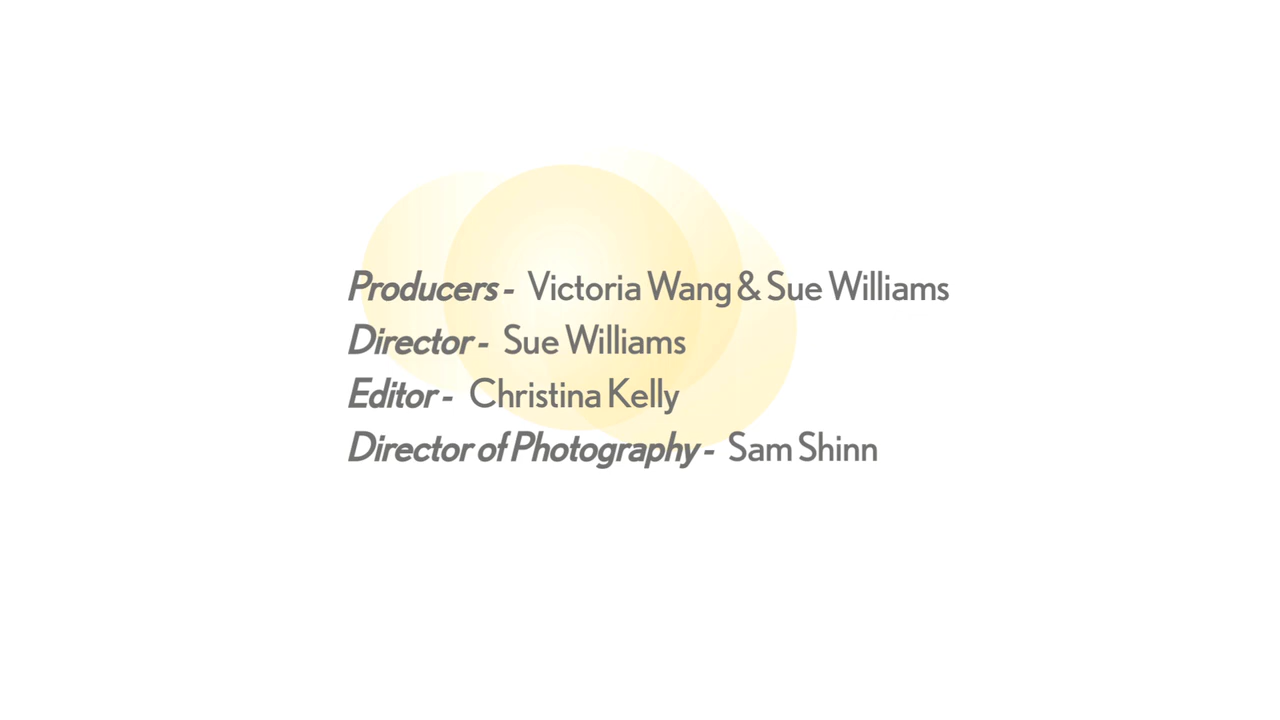 Producers - Victoria Wang & Sue Williams
Director - Sue Williams
Editor - Christina Kelly
Director of Photography - Sam Shinn